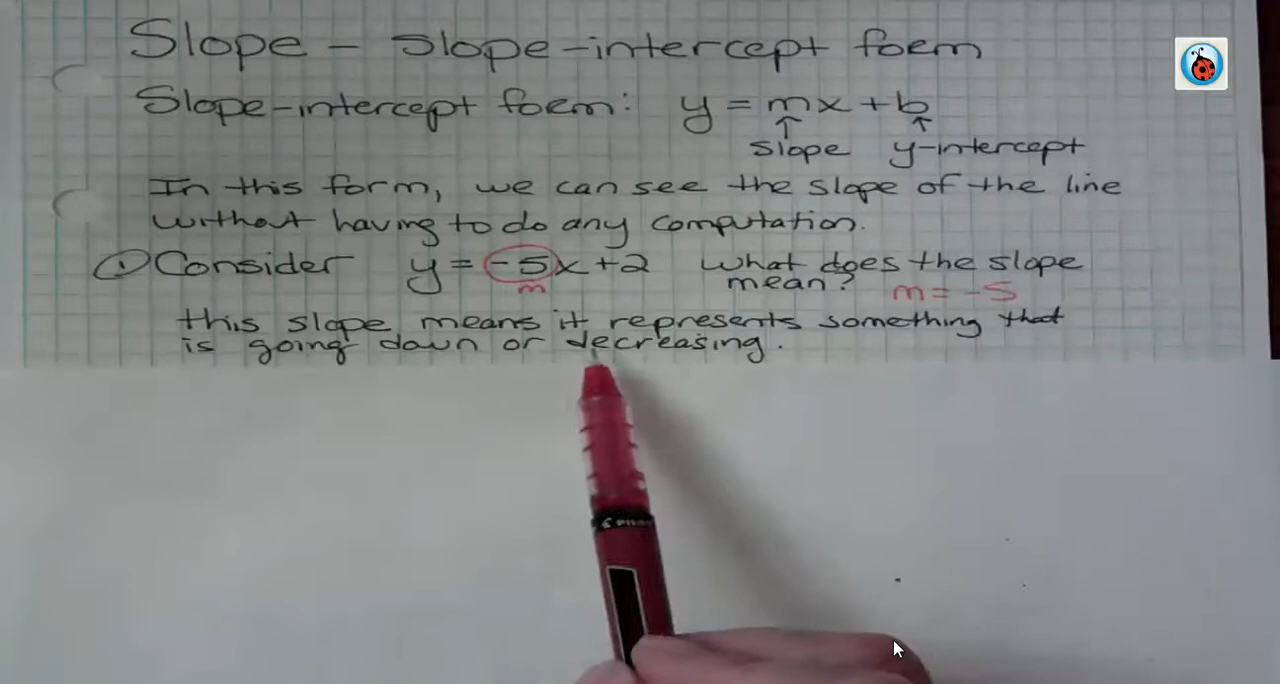 Slope - Slope-intercept form
Slope-intercept form: y = mx + b
slope y-intercept
In this form, we can see the slope of the line
without having to do any computation.
① Consider y = -5x + 2 What does the slope
mean? m = -5
m
this slope means it represents something that
is going down or decreasing.